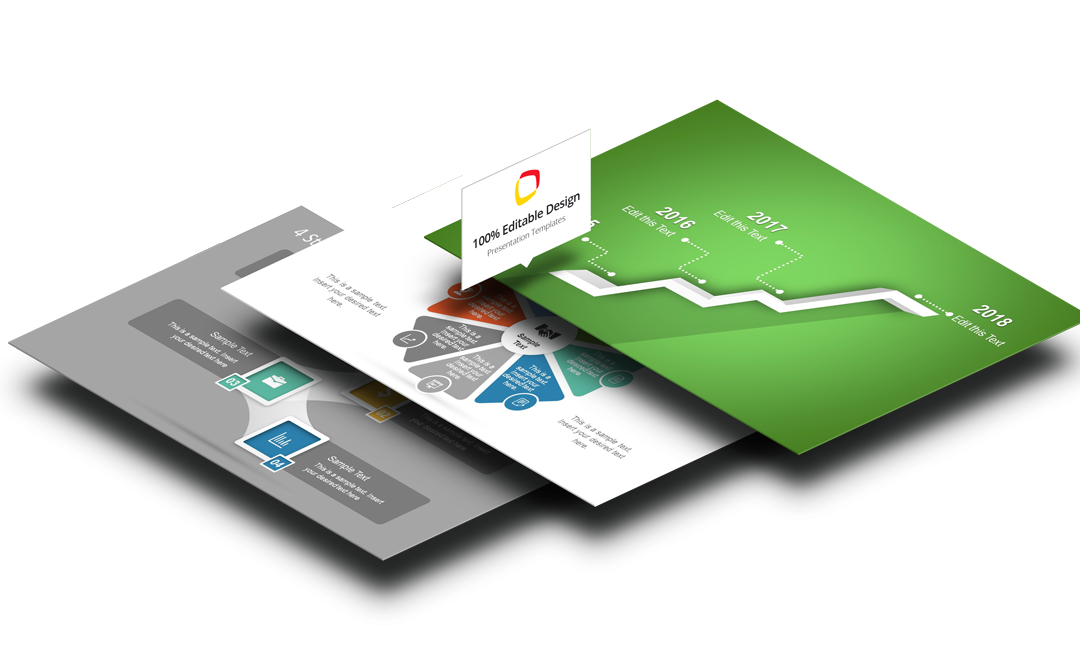 4 St
Sample Text
This is a sample text. Insert
your desired text here
03
04
Sample Text
This is a sample text. Insert
your desired text here
This is a sample text.
Insert your desired text
here.
This is a
sample text.
Insert your
desired text
here.
This is a
sample text.
Insert your
desired text
here.
This is a
sample text.
Insert your
desired text
here.
Sample
Text
This is a sample text.
Insert your desired text
here.
100% Editable Design
Presentation Templates
2016
Edit this Text
2017
Edit this Text
2018
Edit this Text